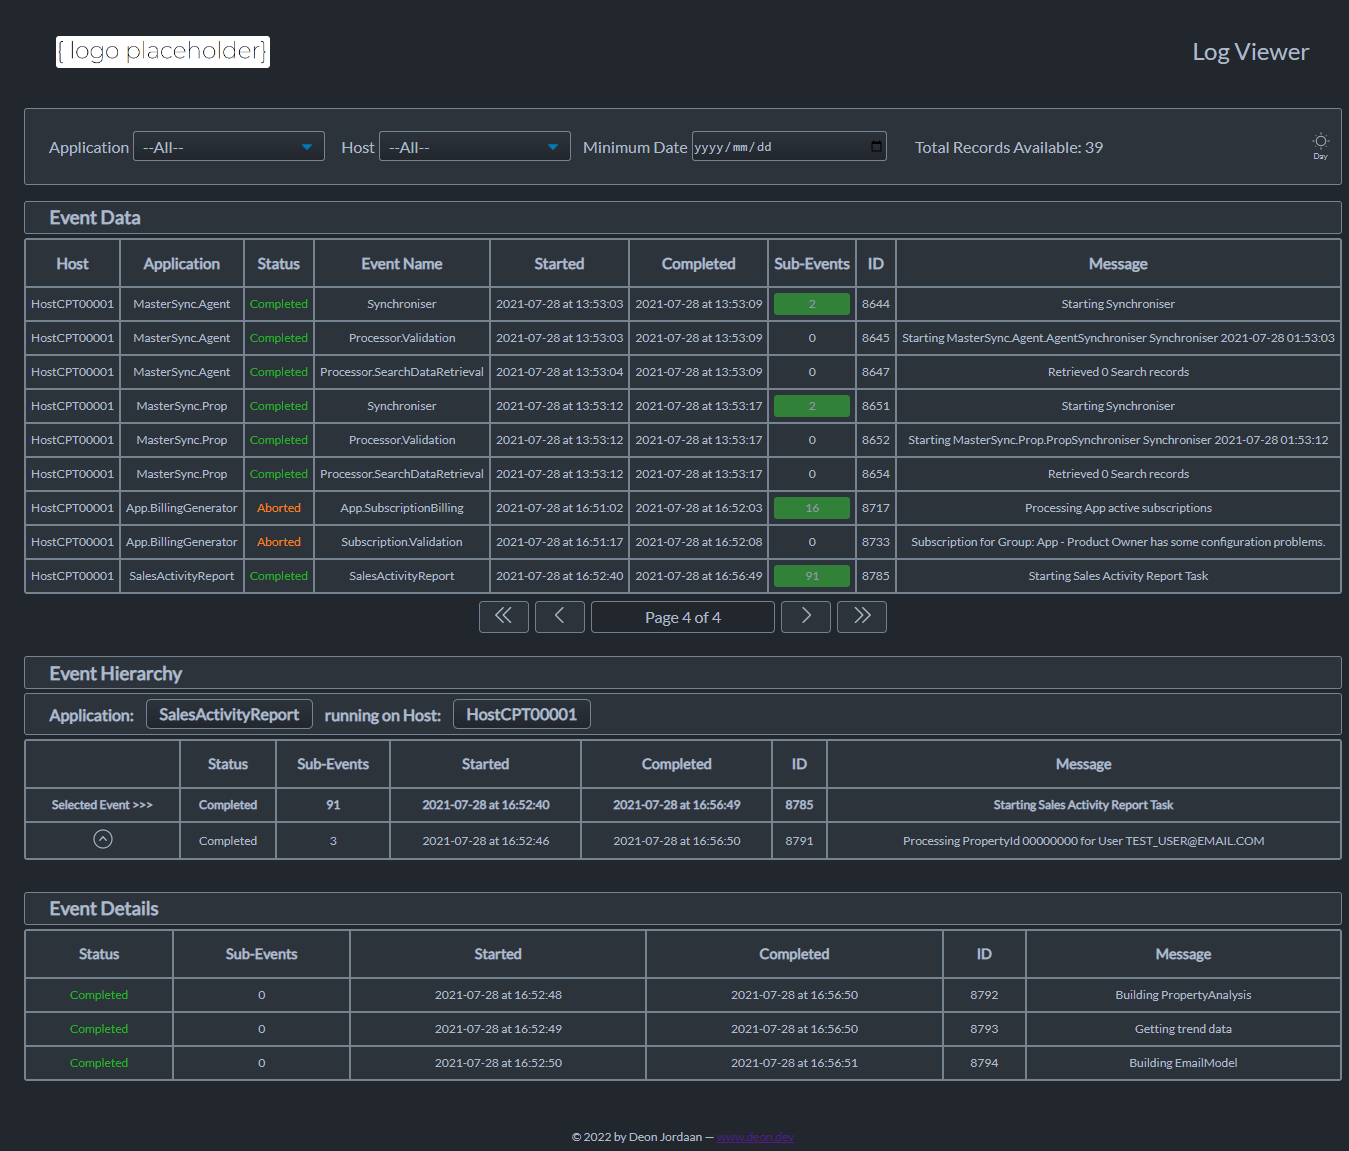 { logo placeholder}
Log Viewer
Application --All-- Host --All-- Minimum Date yyyy/mm/dd Total Records Available: 39 Day
Event Data
Host Application Status Event Name Started Completed Sub-Events ID Message
HostCPT00001 MasterSync.Agent Completed Synchroniser 2021-07-28 at 13:53:03 2021-07-28 at 13:53:09 2 8644 Starting Synchroniser
HostCPT00001 MasterSync.Agent Completed Processor.Validation 2021-07-28 at 13:53:03 2021-07-28 at 13:53:09 0 8645 Starting MasterSync.Agent.AgentSynchroniser Synchroniser 2021-07-28 01:53:03
HostCPT00001 MasterSync.Agent Completed Processor.SearchDataRetrieval 2021-07-28 at 13:53:04 2021-07-28 at 13:53:09 0 8647 Retrieved 0 Search records
HostCPT00001 MasterSync.Prop Completed Synchroniser 2021-07-28 at 13:53:12 2021-07-28 at 13:53:17 2 8651 Starting Synchroniser
HostCPT00001 MasterSync.Prop Completed Processor.Validation 2021-07-28 at 13:53:12 2021-07-28 at 13:53:17 0 8652 Starting MasterSync.Prop.PropSynchroniser Synchroniser 2021-07-28 01:53:12
HostCPT00001 MasterSync.Prop Completed Processor.SearchDataRetrieval 2021-07-28 at 13:53:12 2021-07-28 at 13:53:17 0 8654 Retrieved 0 Search records
HostCPT00001 App.BillingGenerator Aborted App.SubscriptionBilling 2021-07-28 at 16:51:02 2021-07-28 at 16:52:03 16 8717 Processing App active subscriptions
HostCPT00001 App.BillingGenerator Aborted Subscription.Validation 2021-07-28 at 16:51:17 2021-07-28 at 16:52:08 0 8733 Subscription for Group: App - Product Owner has some configuration problems.
HostCPT00001 SalesActivityReport Completed SalesActivityReport 2021-07-28 at 16:52:40 2021-07-28 at 16:56:49 91 8785 Starting Sales Activity Report Task
Page 4 of 4
Event Hierarchy
Application: SalesActivityReport running on Host: HostCPT00001
Status Sub-Events Started Completed ID Message
Selected Event >>> Completed 91 2021-07-28 at 16:52:40 2021-07-28 at 16:56:49 8785 Starting Sales Activity Report Task
Completed 3 2021-07-28 at 16:52:46 2021-07-28 at 16:56:50 8791 Processing PropertyId 00000000 for User TEST_USER@EMAIL.COM
Event Details
Status Sub-Events Started Completed ID Message
Completed 0 2021-07-28 at 16:52:48 2021-07-28 at 16:56:50 8792 Building PropertyAnalysis
Completed 0 2021-07-28 at 16:52:49 2021-07-28 at 16:56:50 8793 Getting trend data
Completed 0 2021-07-28 at 16:52:50 2021-07-28 at 16:56:51 8794 Building EmailModel
© 2022 by Deon Jordaan — www.deon.dev